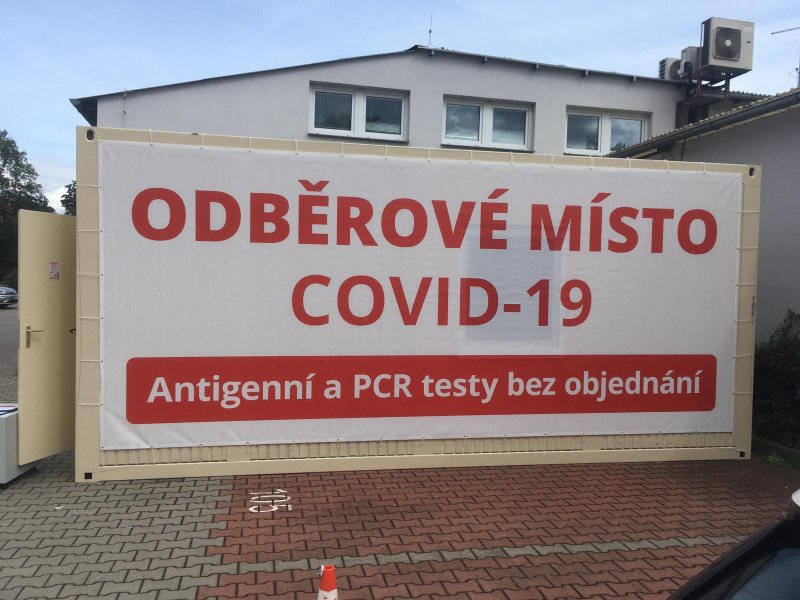 ODBĚROVÉ MÍSTO
COVID-19
Antigenní a PCR testy bez objednání